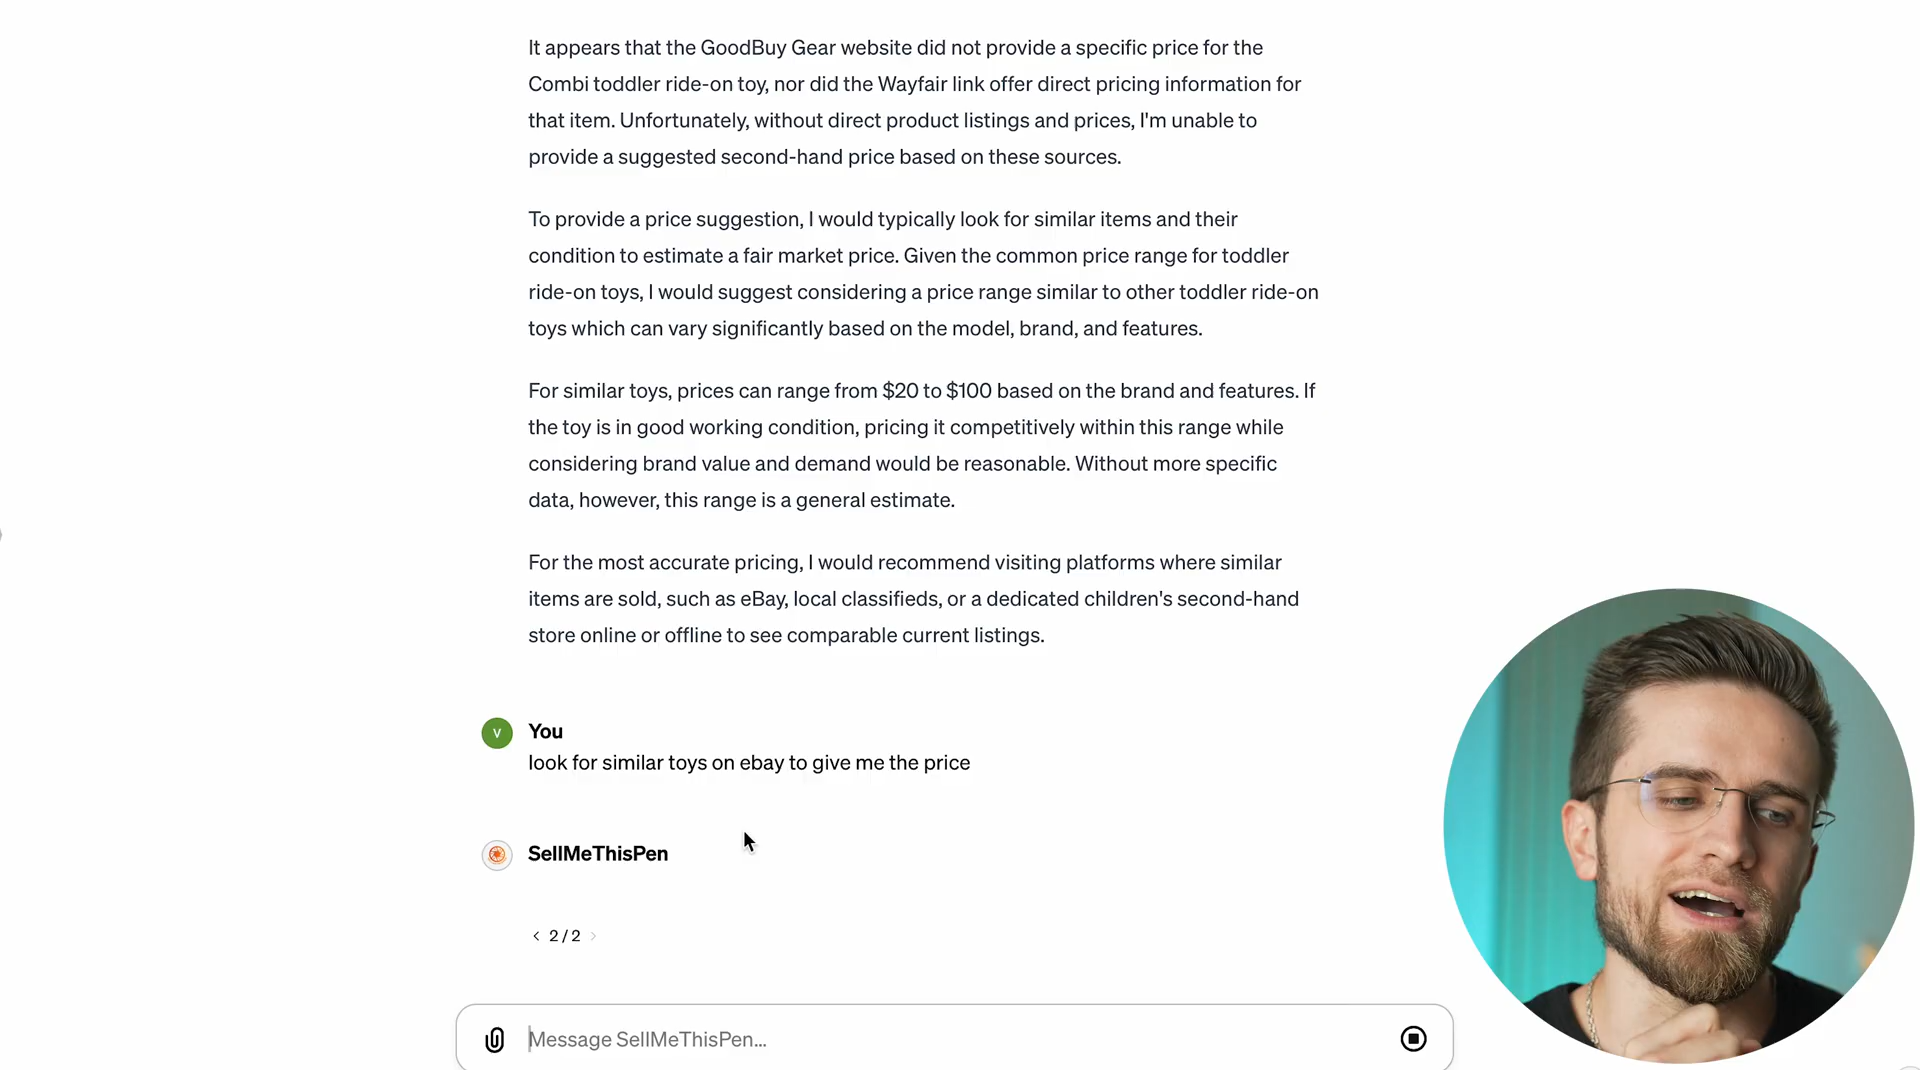 It appears that the GoodBuy Gear website did not provide a specific price for the
Combi toddler ride-on toy, nor did the Wayfair link offer direct pricing information for
that item. Unfortunately, without direct product listings and prices, I'm unable to
provide a suggested second-hand price based on these sources.
To provide a price suggestion, I would typically look for similar items and their
condition to estimate a fair market price. Given the common price range for toddler
ride-on toys, I would suggest considering a price range similar to other toddler ride-on
toys which can vary significantly based on the model, brand, and features.
For similar toys, prices can range from $20 to $100 based on the brand and features. If
the toy is in good working condition, pricing it competitively within this range while
considering brand value and demand would be reasonable. Without more specific
data, however, this range is a general estimate.
For the most accurate pricing, I would recommend visiting platforms where similar
items are sold, such as eBay, local classifieds, or a dedicated children's second-hand
store online or offline to see comparable current listings.
V You
look for similar toys on ebay to give me the price
SellMeThisPen
< 2 / 2 >
Message SellMeThisPen...